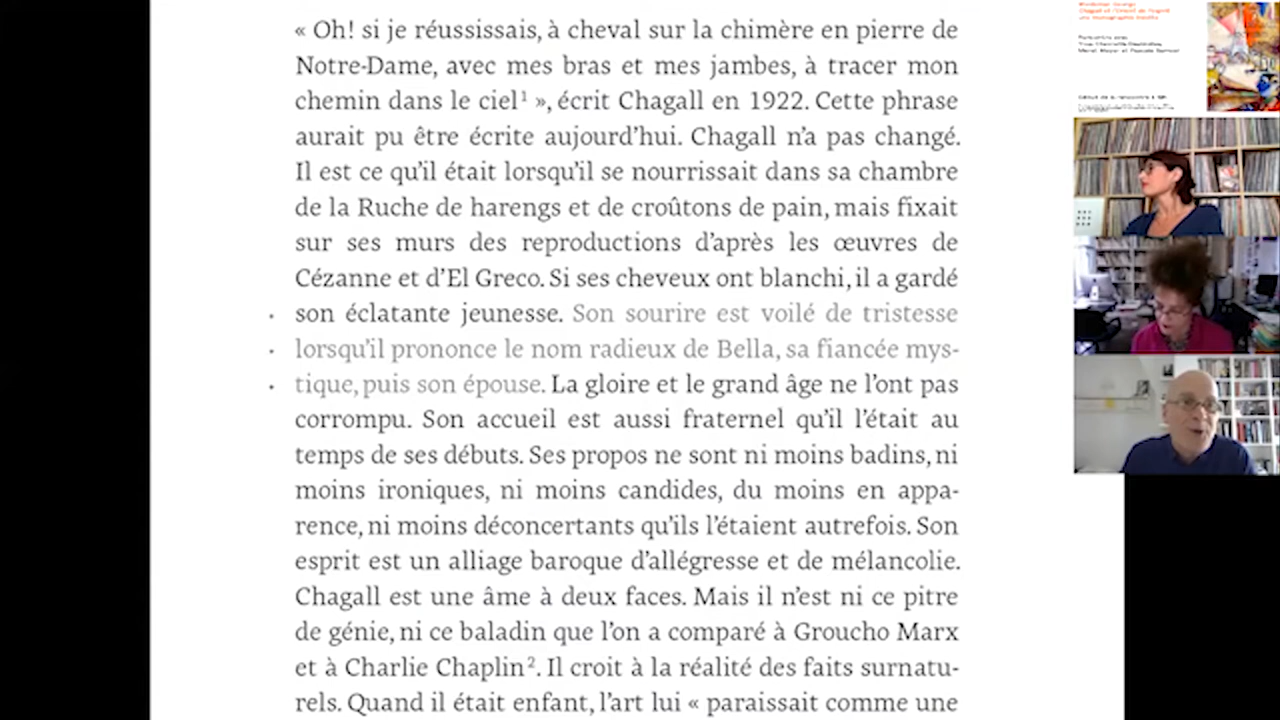 « Oh! si je réussissais, à cheval sur la chimère en pierre de
Notre-Dame, avec mes bras et mes jambes, à tracer mon
chemin dans le ciel¹ », écrit Chagall en 1922. Cette phrase
aurait pu être écrite aujourd’hui. Chagall n’a pas changé.
Il est ce qu’il était lorsqu’il se nourrissait dans sa chambre
de la Ruche de harengs et de croûtons de pain, mais fixait
sur ses murs des reproductions d’après les œuvres de
Cézanne et d’El Greco. Si ses cheveux ont blanchi, il a gardé
son éclatante jeunesse. Son sourire est voilé de tristesse
lorsqu’il prononce le nom radieux de Bella, sa fiancée mys-
tique, puis son épouse. La gloire et le grand âge ne l’ont pas
corrompu. Son accueil est aussi fraternel qu’il l’était au
temps de ses débuts. Ses propos ne sont ni moins badins, ni
moins ironiques, ni moins candides, du moins en appa-
rence, ni moins déconcertants qu’ils l’étaient autrefois. Son
esprit est un alliage baroque d’allégresse et de mélancolie.
Chagall est une âme à deux faces. Mais il n’est ni ce pitre
de génie, ni ce baladin que l’on a comparé à Groucho Marx
et à Charlie Chaplin². Il croit à la réalité des faits surnatu-
rels. Quand il était enfant, l’art lui « paraissait comme une